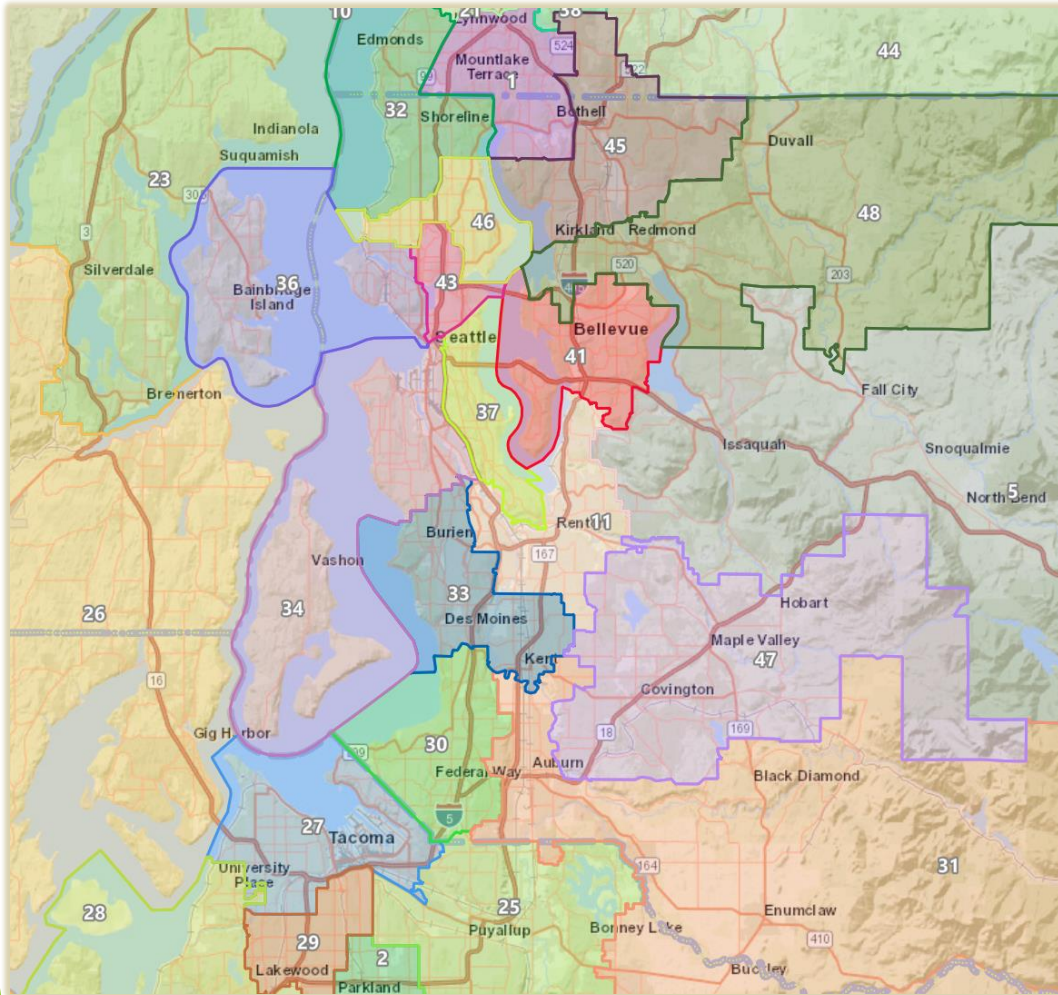 10
21
38
Lynnwood
Edmonds
524
44
Mountlake
Terrace
1
99
522
32
Shoreline
Bothell
Indianola
45
Duvall
Suquamish
23
305
46
48
3
Kirkland
Redmond
Silverdale
520
203
36
43
Bainbridge
Island
Seattle
Bellevue
41
Bremerton
37
Fall City
Issaquah
Snoqualmie
5
North Bend
Burien
Renton
11
167
Vashon
33
Hobart
34
Des Moines
26
Maple Valley
47
Kent
16
Covington
18
169
Gig Harbor
30
Auburn
Federal Way
Black Diamond
5
27
Tacoma
University
Place
164
31
28
25
Enumclaw
Puyallup
Bonney Lake
29
2
410
Lakewood
Buckley
Parkland